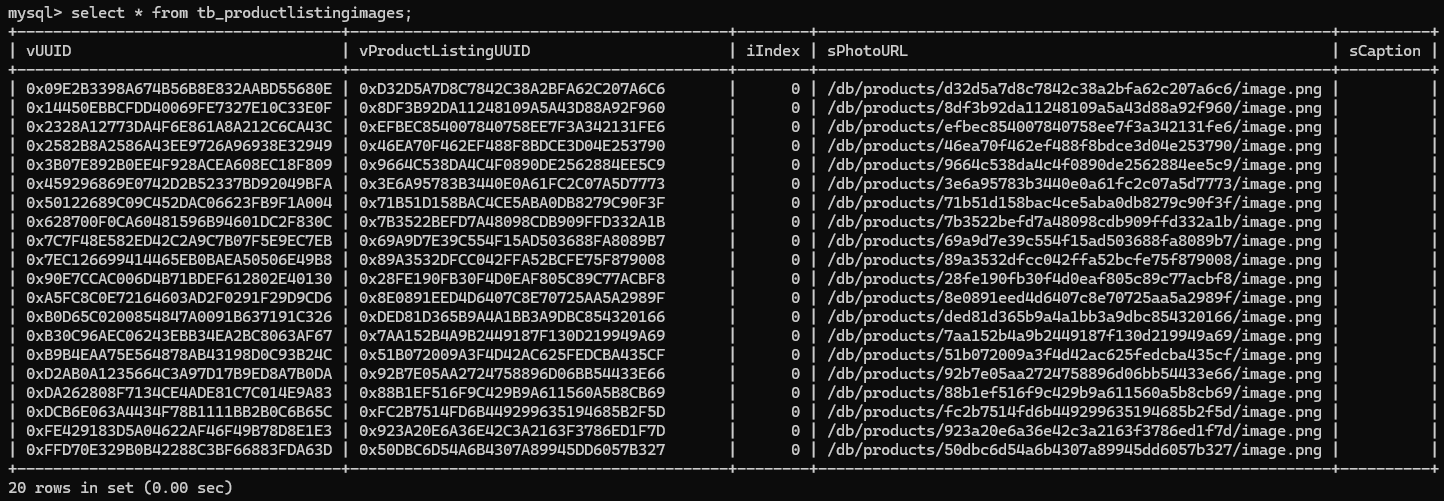 mysql> select * from tb_productlistingimages;
+------------------------------------+------------------------------------+--------+-------------------------------------------------------+----------+
| vUUID                              | vProductListingUUID                | iIndex | sPhotoURL                                             | sCaption |
+------------------------------------+------------------------------------+--------+-------------------------------------------------------+----------+
| 0x09E2B3398A674B56B8E832AABD55680E | 0xD32D5A7D8C7842C38A2BFA62C207A6C6 |      0 | /db/products/d32d5a7d8c7842c38a2bfa62c207a6c6/image.png |          |
| 0x14450EBBCFDD40069FE7327E10C33E0F | 0x8DF3B92DA11248109A5A43D88A92F960 |      0 | /db/products/8df3b92da11248109a5a43d88a92f960/image.png |          |
| 0x2328A12773DA4F6E861A8A212C6CA43C | 0xEFBEC854007840758EE7F3A342131FE6 |      0 | /db/products/efbec854007840758ee7f3a342131fe6/image.png |          |
| 0x2582B8A2586A43EE9726A96938E32949 | 0x46EA70F462EF488F8BDCE3D04E253790 |      0 | /db/products/46ea70f462ef488f8bdce3d04e253790/image.png |          |
| 0x3B07E892B0EE4F928ACEA608EC18F809 | 0x9664C538DA4C4F0890DE2562884EE5C9 |      0 | /db/products/9664c538da4c4f0890de2562884ee5c9/image.png |          |
| 0x459296869E0742D2B52337BD92049BFA | 0x3E6A95783B3440E0A61FC2C07A5D7773 |      0 | /db/products/3e6a95783b3440e0a61fc2c07a5d7773/image.png |          |
| 0x50122689C09C452DAC06623FB9F1A004 | 0x71B51D158BAC4CE5ABA0DB8279C90F3F |      0 | /db/products/71b51d158bac4ce5aba0db8279c90f3f/image.png |          |
| 0x628700F0CA60481596B94601DC2F830C | 0x7B3522BEFD7A48098CDB909FFD332A1B |      0 | /db/products/7b3522befd7a48098cdb909ffd332a1b/image.png |          |
| 0x7C7F48E582ED42C2A9C7B07F5E9EC7EB | 0x69A9D7E39C554F15AD503688FA8089B7 |      0 | /db/products/69a9d7e39c554f15ad503688fa8089b7/image.png |          |
| 0x7EC126699414465EB0BAEA50506E49B8 | 0x89A3532DFCC042FFA52BCFE75F879008 |      0 | /db/products/89a3532dfcc042ffa52bcfe75f879008/image.png |          |
| 0x90E7CCAC006D4B71BDEF612802E40130 | 0x28FE190FB30F4D0EAF805C89C77ACBF8 |      0 | /db/products/28fe190fb30f4d0eaf805c89c77acbf8/image.png |          |
| 0xA5FC8C0E72164603AD2F0291F29D9CD6 | 0x8E0891EED4D6407C8E70725AA5A2989F |      0 | /db/products/8e0891eed4d6407c8e70725aa5a2989f/image.png |          |
| 0xB0D65C0200854847A0091B637191C326 | 0xDED81D365B9A4A1BB3A9DBC854320166 |      0 | /db/products/ded81d365b9a4a1bb3a9dbc854320166/image.png |          |
| 0xB30C96AEC06243EBB34EA2BC8063AF67 | 0x7AA152B4A9B2449187F130D219949A69 |      0 | /db/products/7aa152b4a9b2449187f130d219949a69/image.png |          |
| 0xB9B4EAA75E564878AB43198D0C93B24C | 0x51B072009A3F4D42AC625FEDCBA435CF |      0 | /db/products/51b072009a3f4d42ac625fedcba435cf/image.png |          |
| 0xD2AB0A1235664C3A97D17B9ED8A7B0DA | 0x92B7E05AA2724758896D06BB54433E66 |      0 | /db/products/92b7e05aa2724758896d06bb54433e66/image.png |          |
| 0xDA262808F7134CE4ADE81C7C014E9A83 | 0x88B1EF516F9C429B9A611560A5B8CB69 |      0 | /db/products/88b1ef516f9c429b9a611560a5b8cb69/image.png |          |
| 0xDCB6E063A4434F78B1111BB2B0C6B65C | 0xFC2B7514FD6B449299635194685B2F5D |      0 | /db/products/fc2b7514fd6b449299635194685b2f5d/image.png |          |
| 0xFE429183D5A04622AF46F49B78D8E1E3 | 0x923A20E6A36E42C3A2163F3786ED1F7D |      0 | /db/products/923a20e6a36e42c3a2163f3786ed1f7d/image.png |          |
| 0xFFD70E329B0B42288C3BF66883FDA63D | 0x50DBC6D54A6B4307A89945DD6057B327 |      0 | /db/products/50dbc6d54a6b4307a89945dd6057b327/image.png |          |
+------------------------------------+------------------------------------+--------+-------------------------------------------------------+----------+
20 rows in set (0.00 sec)